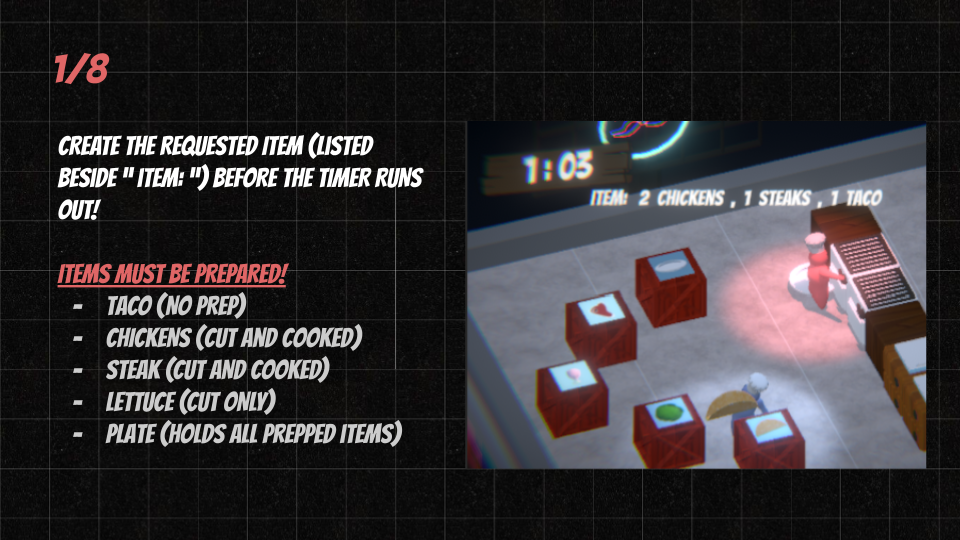 1/8
CREATE THE REQUESTED ITEM (LISTED
BESIDE " ITEM: ") BEFORE THE TIMER RUNS
OUT!
ITEMS MUST BE PREPARED!
- TACO (NO PREP)
- CHICKENS (CUT AND COOKED)
- STEAK (CUT AND COOKED)
- LETTUCE (CUT ONLY)
- PLATE (HOLDS ALL PREPPED ITEMS)
1:03
ITEM: 2 CHICKENS , 1 STEAKS , 1 TACO